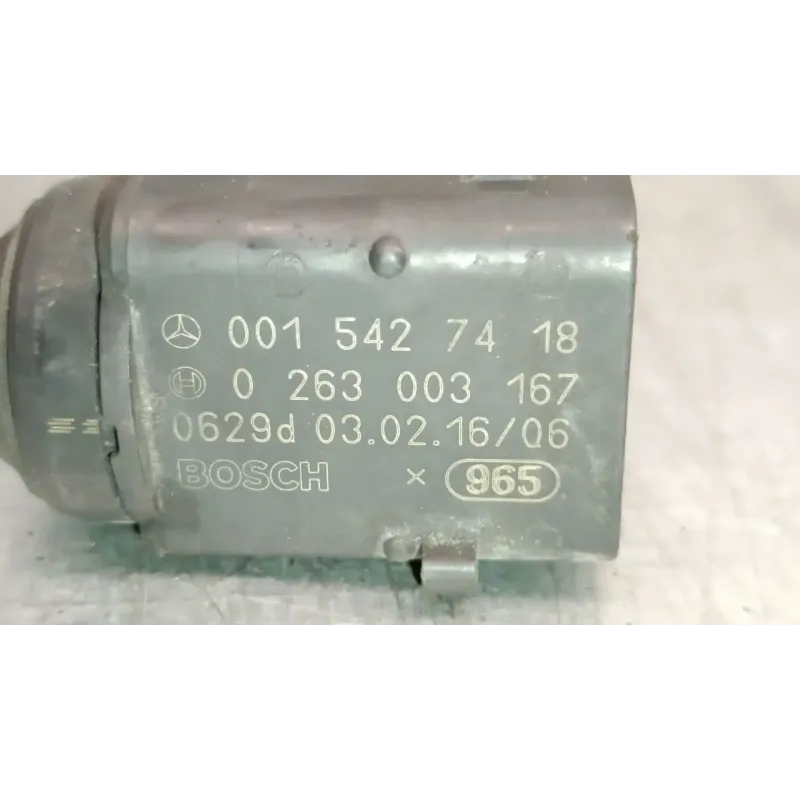 001 542 74 18
0 263 003 167
0629d 03.02.16/06
BOSCH × 965